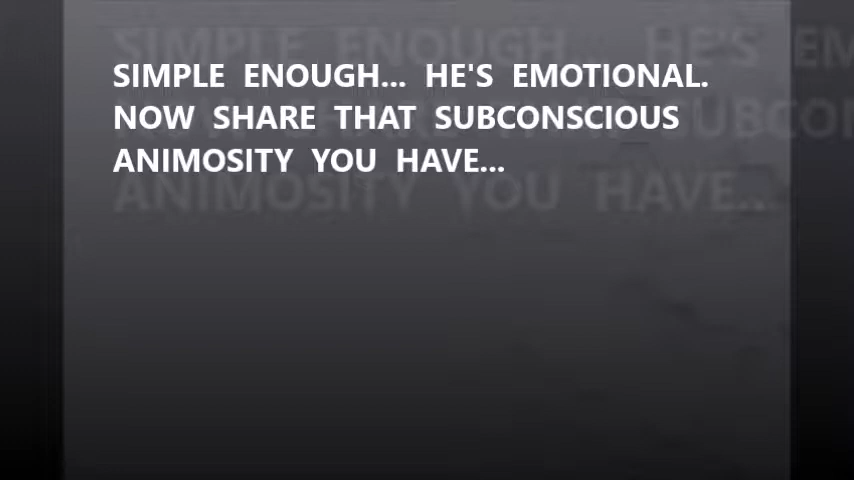 SIMPLE ENOUGH... HE'S EMOTIONAL.
NOW SHARE THAT SUBCONSCIOUS
ANIMOSITY YOU HAVE...